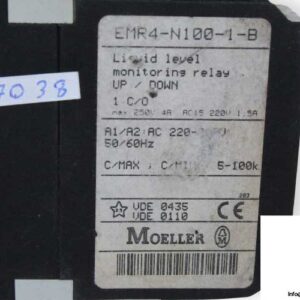 EMR4-N100-1-B
7038
Liquid level
monitoring relay
UP / DOWN
1 C/O
max 250V 4A AC15 220V 1.5A
A1/A2: AC 220-
50/60Hz
C/MAX ; C/MIN 5-100k
VDE 0435
VDE 0110
CE
MOELLER